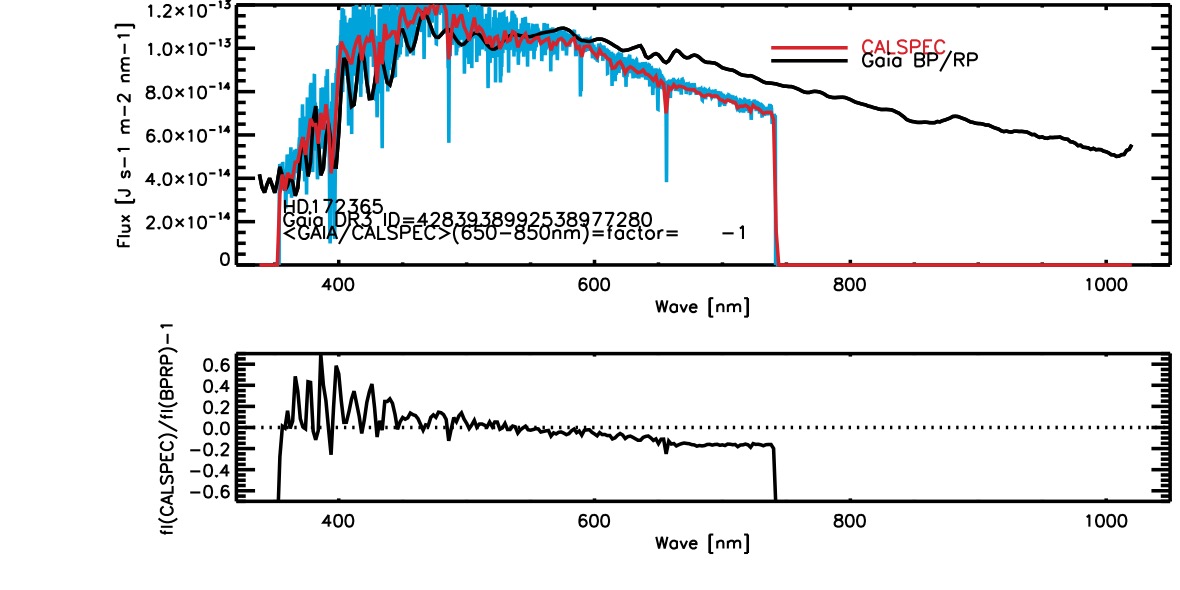 1.2×10−13
1.0×10−13
8.0×10−14
6.0×10−14
4.0×10−14
2.0×10−14
0
Flux [J s−1 m−2 nm−1]
CALSPEC
Gaia BP/RP
HD172365
Gaia DR3 ID=4283938992538977280
<GAIA/CALSPEC>(650−850nm)=factor= −1
400 600 800 1000
Wave [nm]
fl(CALSPEC)/fl(BPRP)−1
0.6
0.4
0.2
0.0
−0.2
−0.4
−0.6
400 600 800 1000
Wave [nm]